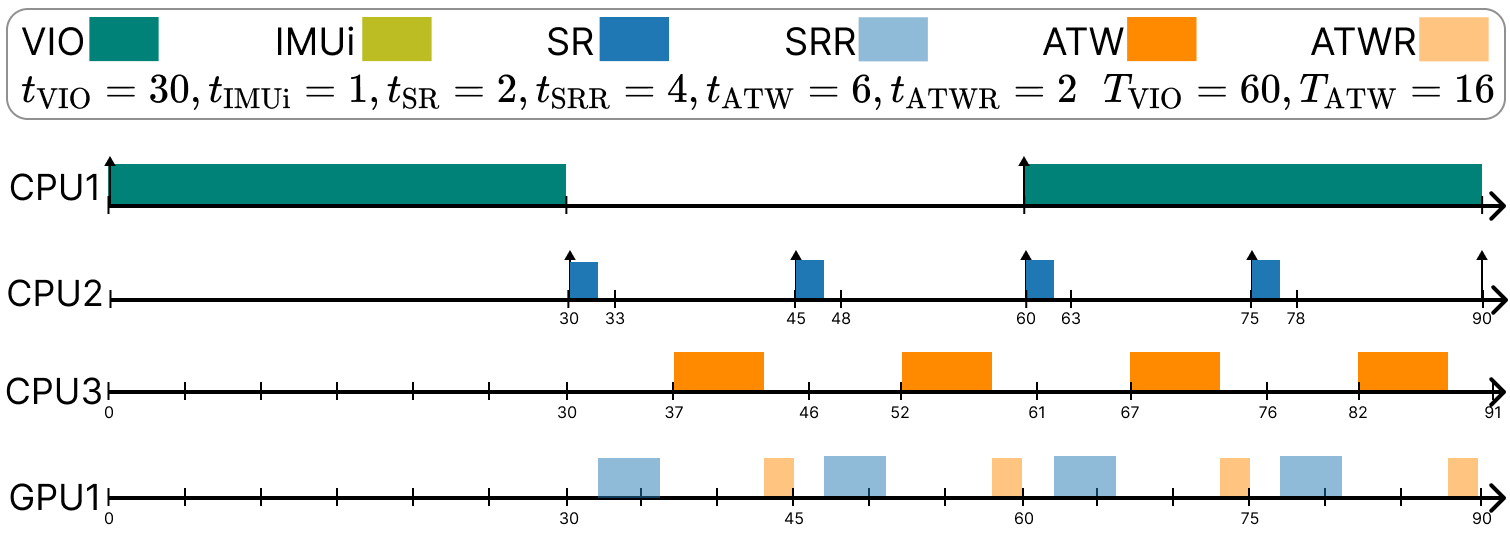 VIO IMUi SR SRR ATW ATWR
t_VIO = 30, t_IMUi = 1, t_SR = 2, t_SRR = 4, t_ATW = 6, t_ATWR = 2 T_VIO = 60, T_ATW = 16
CPU1
CPU2
30 33 45 48 60 63 75 78 90
CPU3
0 30 37 46 52 61 67 76 82 91
GPU1
0 30 45 60 75 90